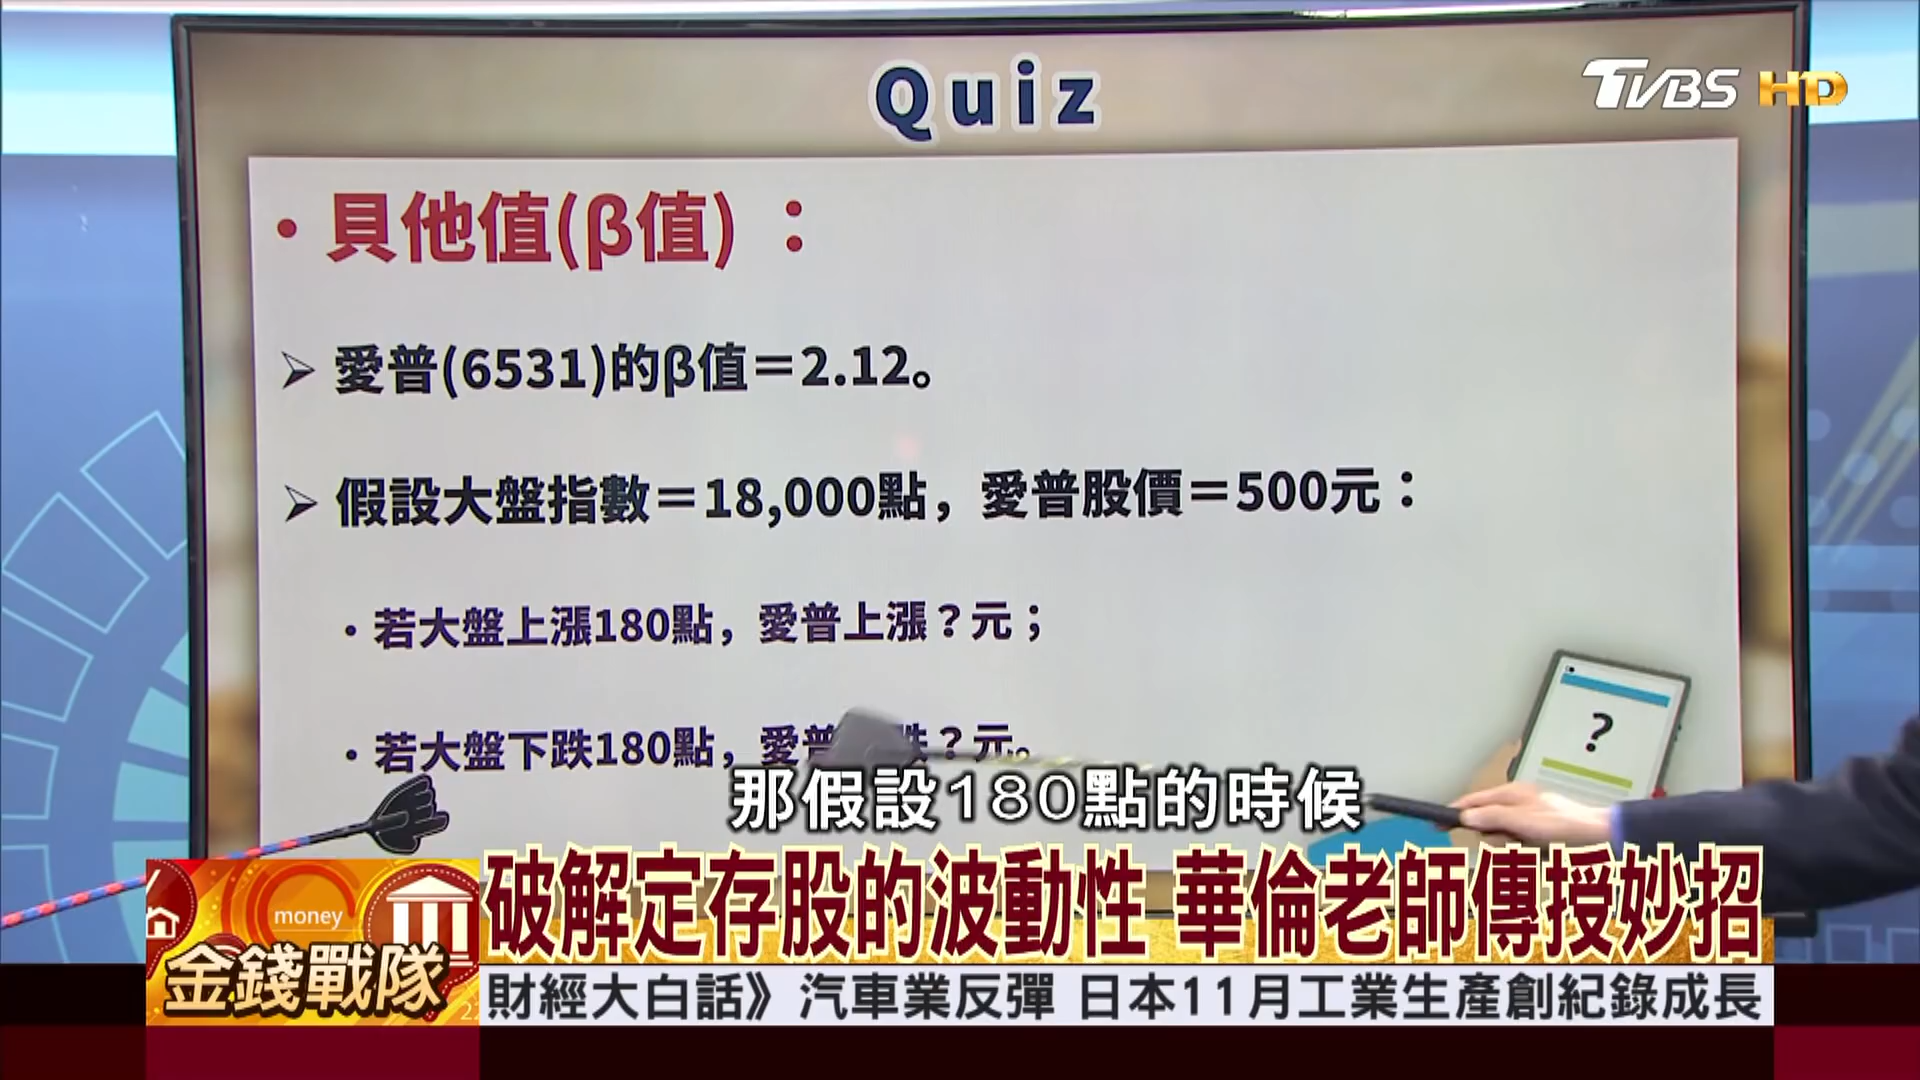 Quiz
TVBS HD
• 貝他值(β值) ：
➢ 愛普(6531)的β值＝2.12。
➢ 假設大盤指數＝18,000點，愛普股價＝500元：
• 若大盤上漲180點，愛普上漲？元；
• 若大盤下跌180點，愛普跌？元。
?
那假設180點的時候
破解定存股的波動性 華倫老師傳授妙招
money
金錢戰隊
財經大白話》汽車業反彈 日本11月工業生產創紀錄成長